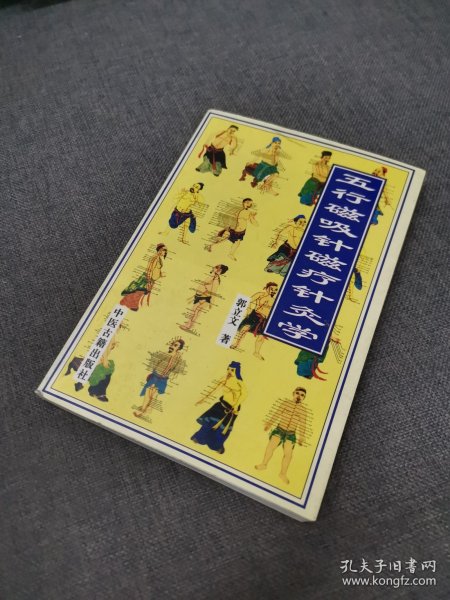 五行磁吸针磁疗针灸学
郭立文 著
中医古籍出版社
孔夫子旧书网
www.kongfz.com